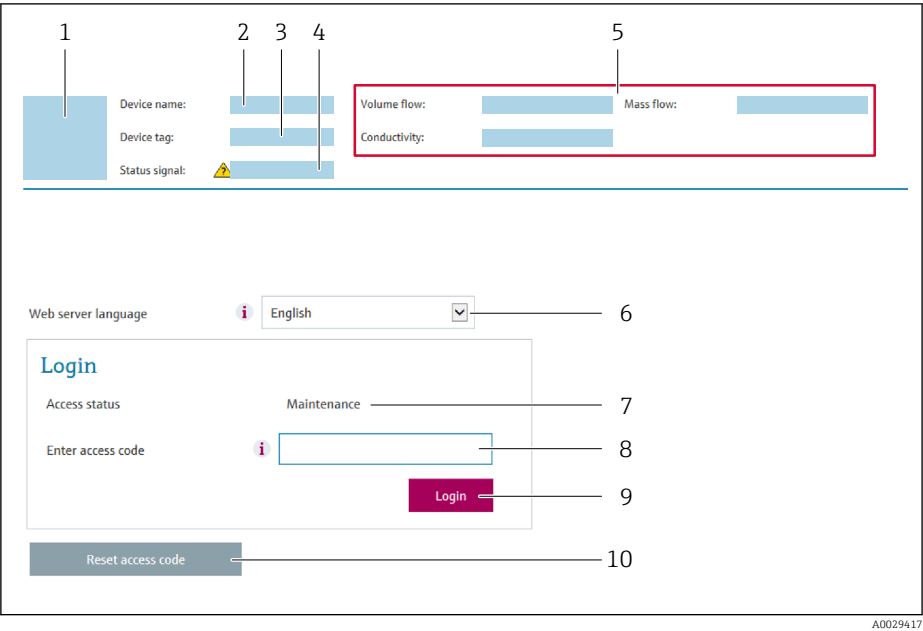 1 2 3 4 5
Device name: Volume flow: Mass flow:
Device tag: Conductivity:
Status signal: ?
Web server language i English 6
Login
Access status Maintenance 7
Enter access code i 8
Login 9
Reset access code 10
A0029417